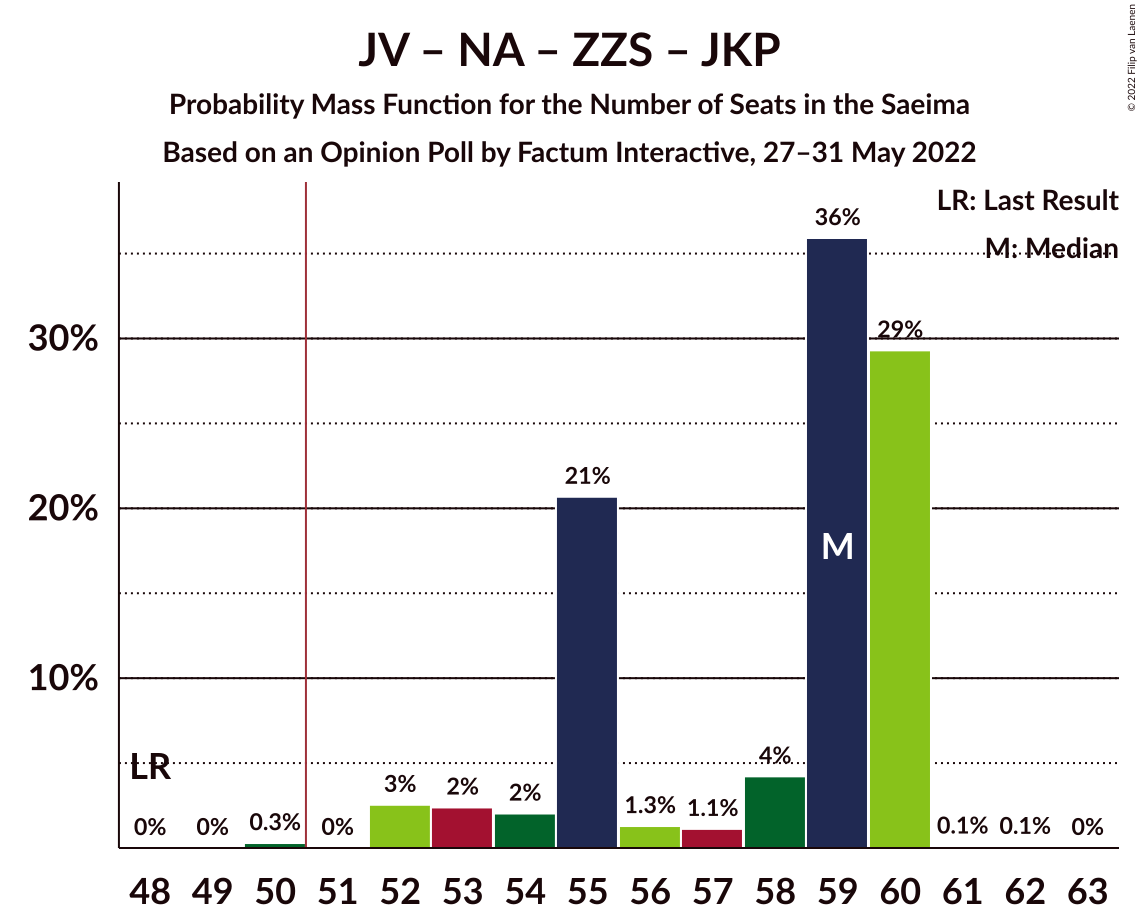 JV – NA – ZZS – JKP
Probability Mass Function for the Number of Seats in the Saeima
Based on an Opinion Poll by Factum Interactive, 27–31 May 2022
© 2022 Filip van Laenen
LR: Last Result
M: Median
30%
20%
10%
LR
M
0% 0% 0.3% 0% 3% 2% 2% 21% 1.3% 1.1% 4% 36% 29% 0.1% 0.1% 0%
48 49 50 51 52 53 54 55 56 57 58 59 60 61 62 63